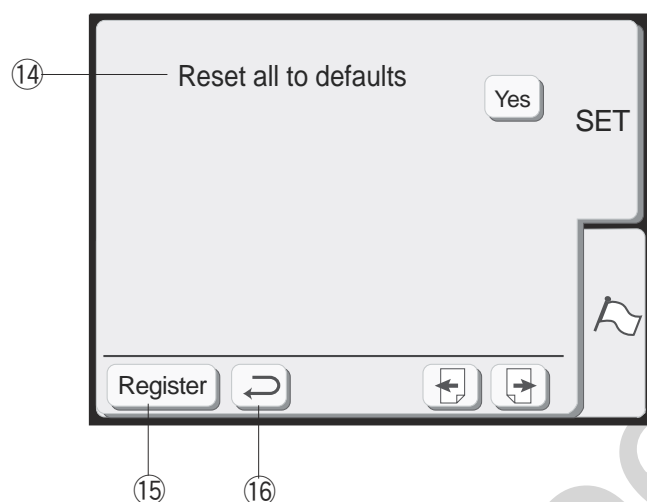 ⑭ Reset all to defaults
Yes
SET
Register
⑮ ⑯